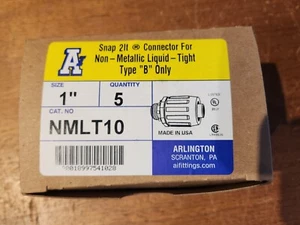 Snap 2It ® Connector For
Non - Metallic Liquid - Tight
Type "B" Only
SIZE QUANTITY
1" 5
CAT. NO
NMLT10
LISTED
MADE IN USA
ARLINGTON
SCRANTON, PA
aifittings.com